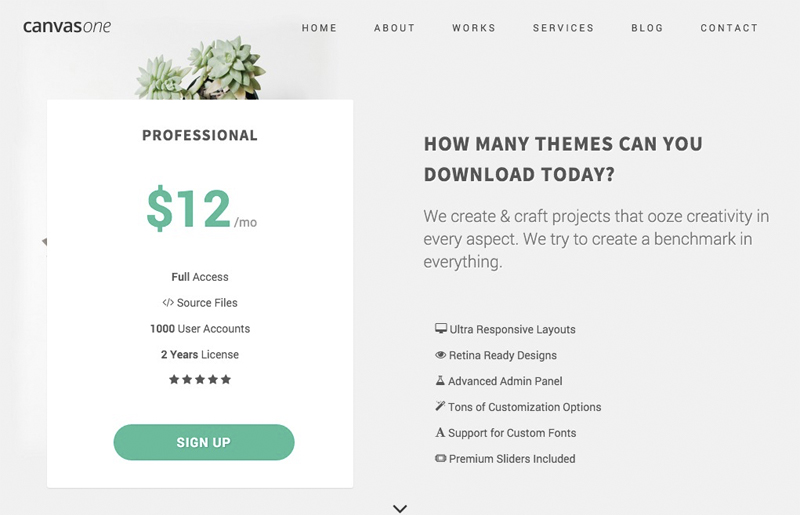 canvasone
HOME ABOUT WORKS SERVICES BLOG CONTACT
PROFESSIONAL
$12/mo
Full Access
</> Source Files
1000 User Accounts
2 Years License
SIGN UP
HOW MANY THEMES CAN YOU
DOWNLOAD TODAY?
We create & craft projects that ooze creativity in
every aspect. We try to create a benchmark in
everything.
Ultra Responsive Layouts
Retina Ready Designs
Advanced Admin Panel
Tons of Customization Options
Support for Custom Fonts
Premium Sliders Included